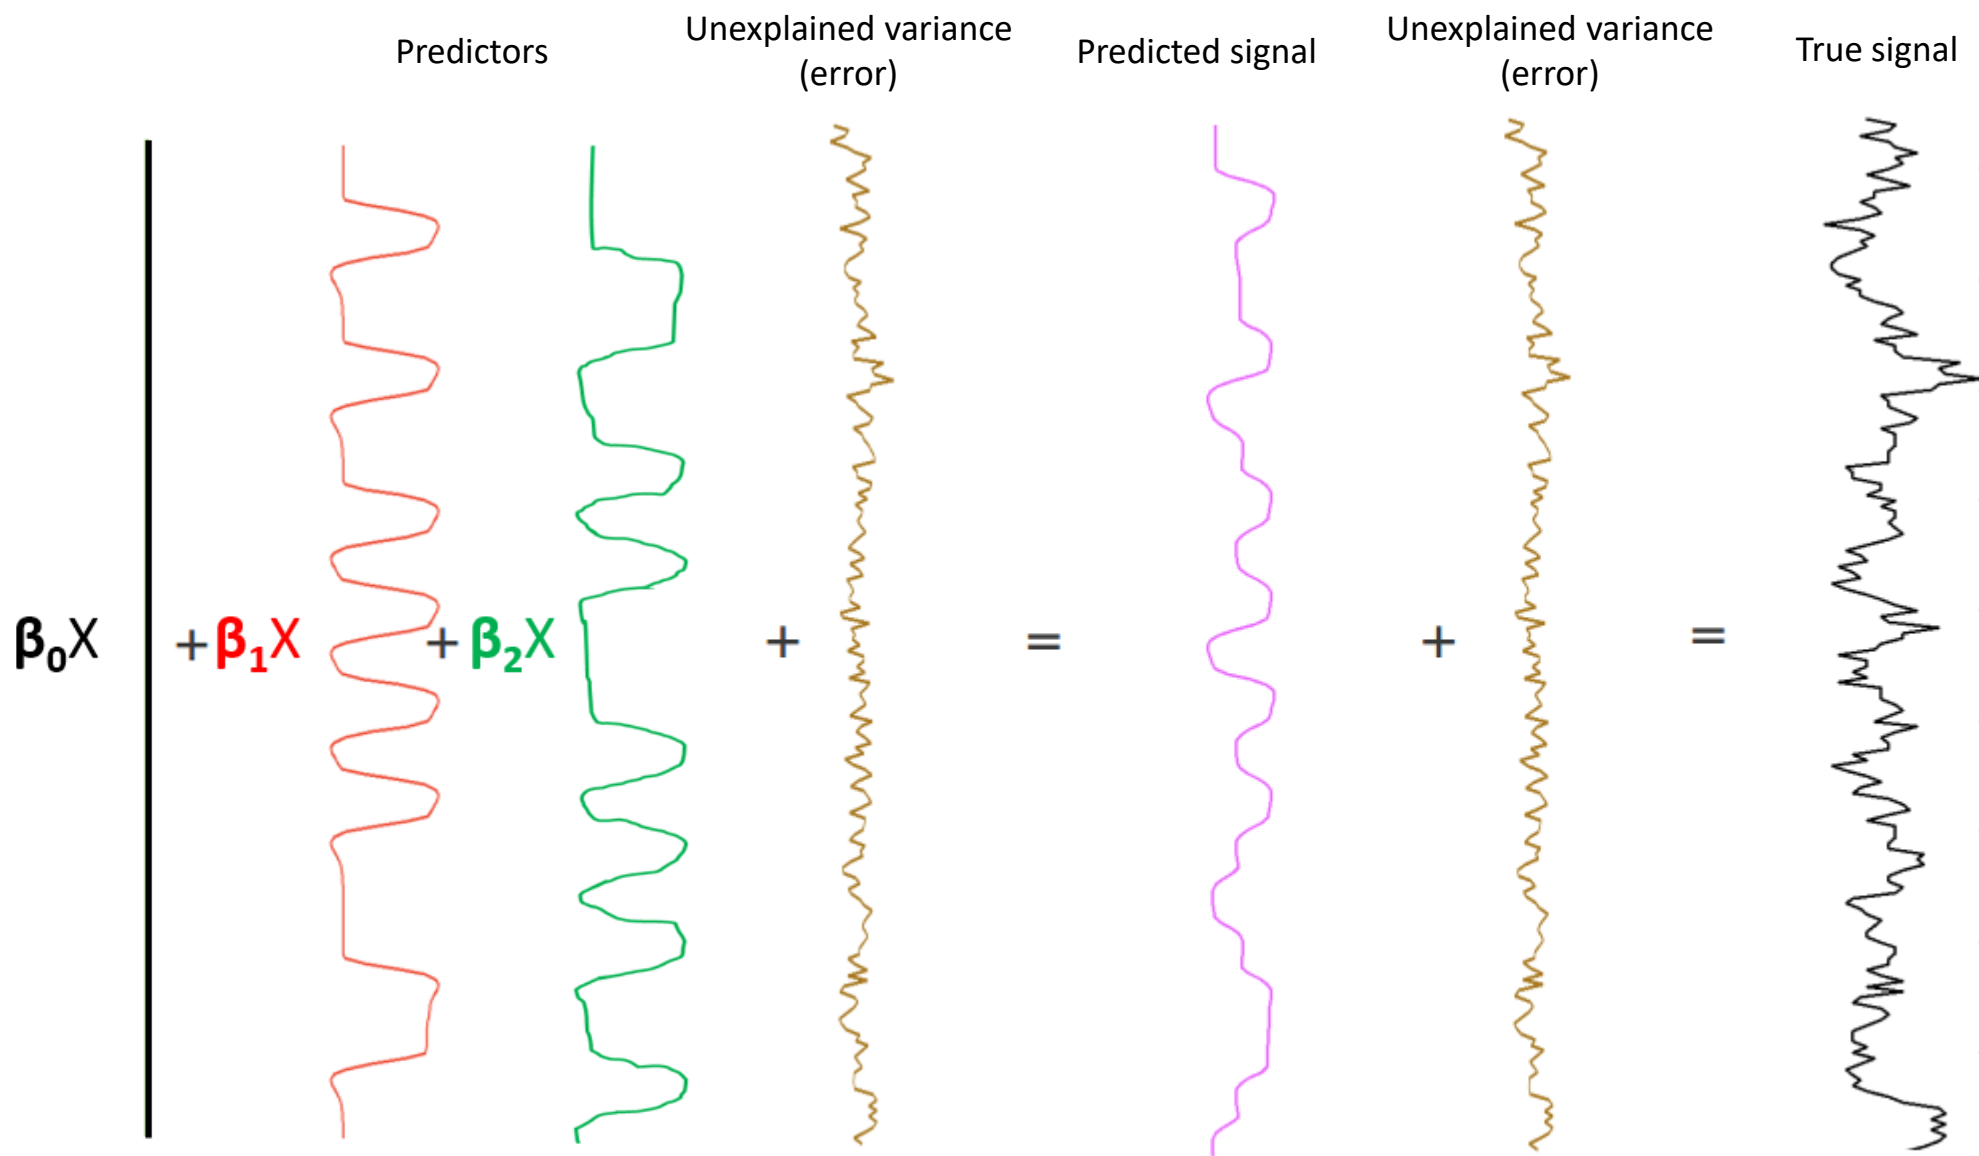 Predictors
Unexplained variance
(error)
Predicted signal
Unexplained variance
(error)
True signal
β₀X + β₁X + β₂X + = + =